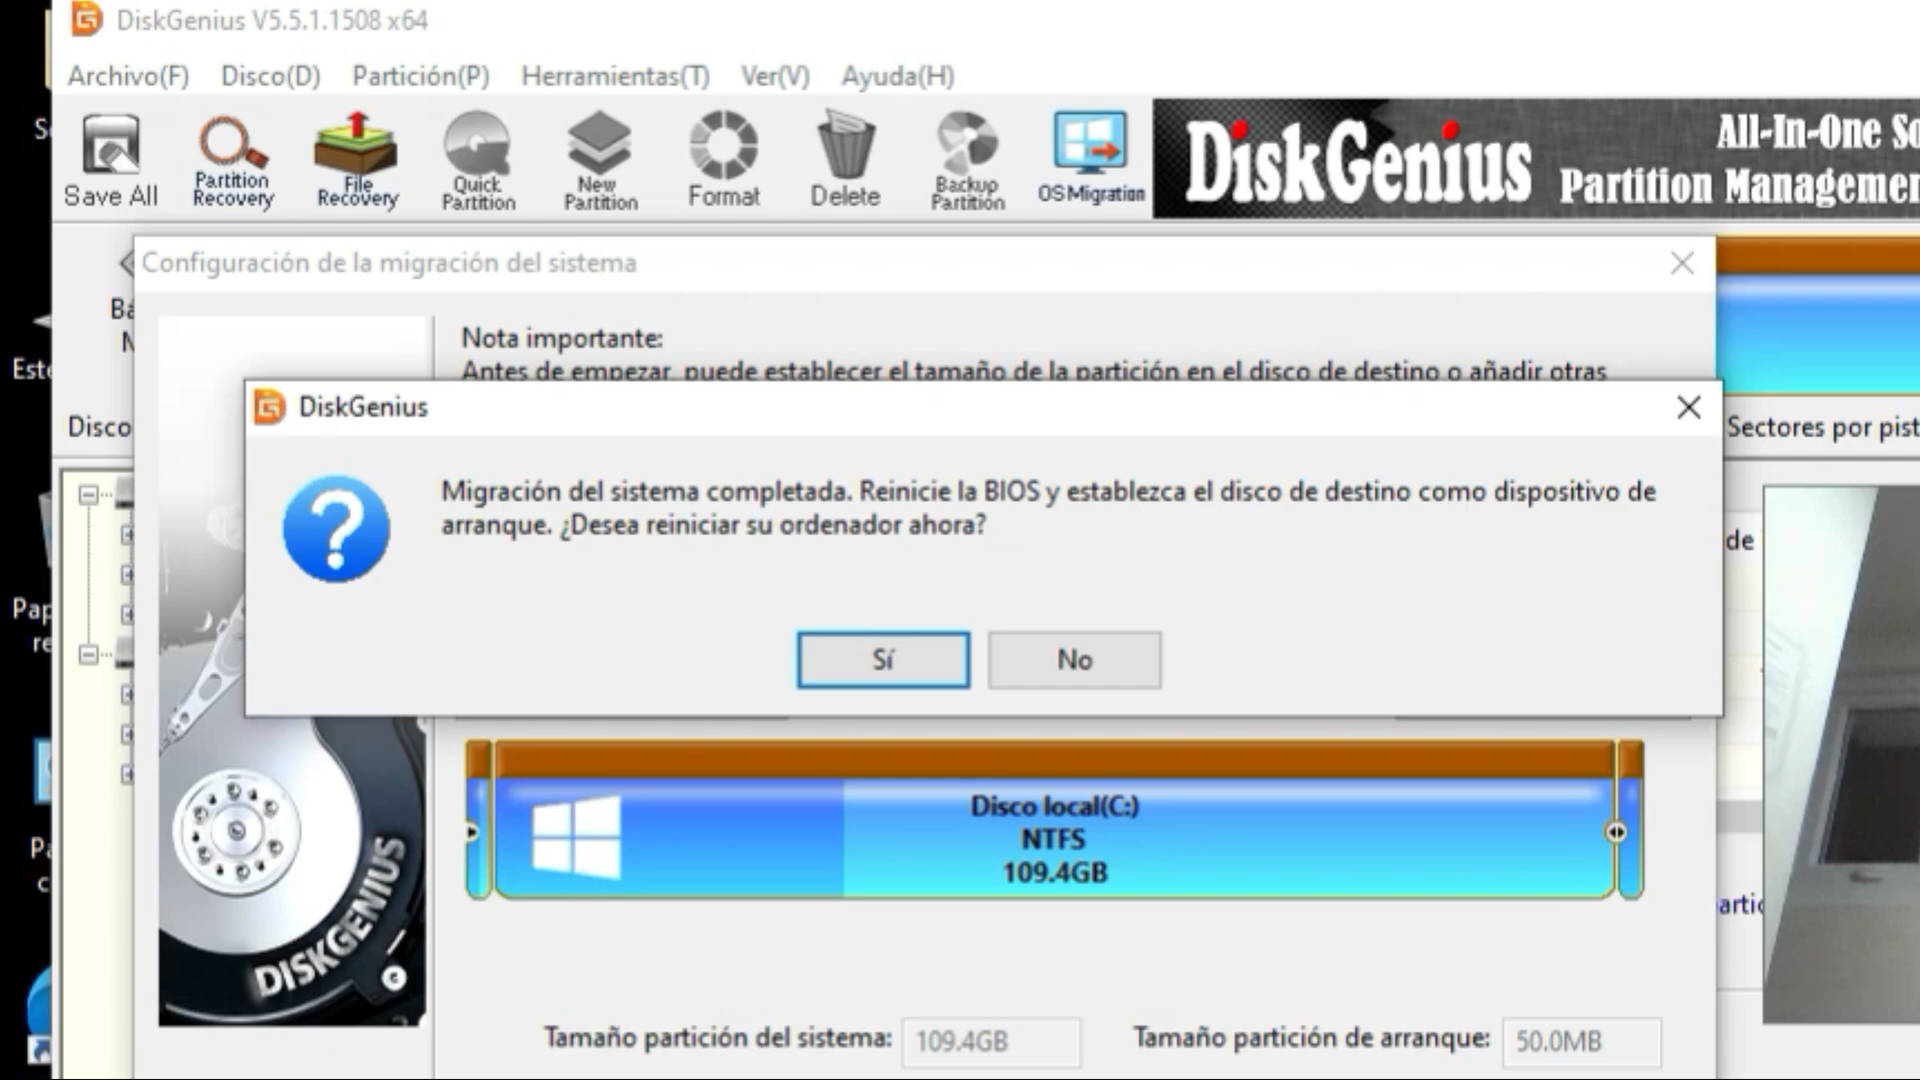 DiskGenius V5.5.1.1508 x64
Archivo(F) Disco(D) Partición(P) Herramientas(T) Ver(V) Ayuda(H)
Save All
Partition
Recovery
File
Recovery
Quick
Partition
New
Partition
Format
Delete
Backup
Partition
OS Migration
DiskGenius
All-In-One So
Partition Managemen
Configuración de la migración del sistema
Nota importante:
Antes de empezar, puede establecer el tamaño de la partición en el disco de destino o añadir otras
Este
Disco
Sectores por pist
DiskGenius
Migración del sistema completada. Reinicie la BIOS y establezca el disco de destino como dispositivo de
arranque. ¿Desea reiniciar su ordenador ahora?
de
Pap
re
Sí
No
Disco local(C:)
NTFS
109.4GB
DISKGENIUS
Tamaño partición del sistema: 109.4GB
Tamaño partición de arranque: 50.0MB